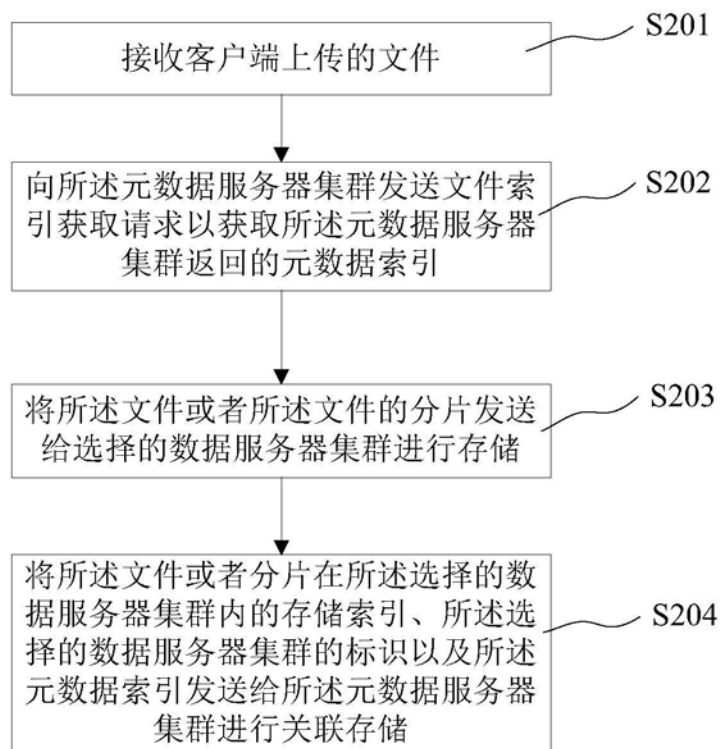 接收客户端上传的文件
S201
向所述元数据服务器集群发送文件索
引获取请求以获取所述元数据服务器
集群返回的元数据索引
S202
将所述文件或者所述文件的分片发送
给选择的数据服务器集群进行存储
S203
将所述文件或者分片在所述选择的数
据服务器集群内的存储索引、所述选
择的数据服务器集群的标识以及所述
元数据索引发送给所述元数据服务器
集群进行关联存储
S204